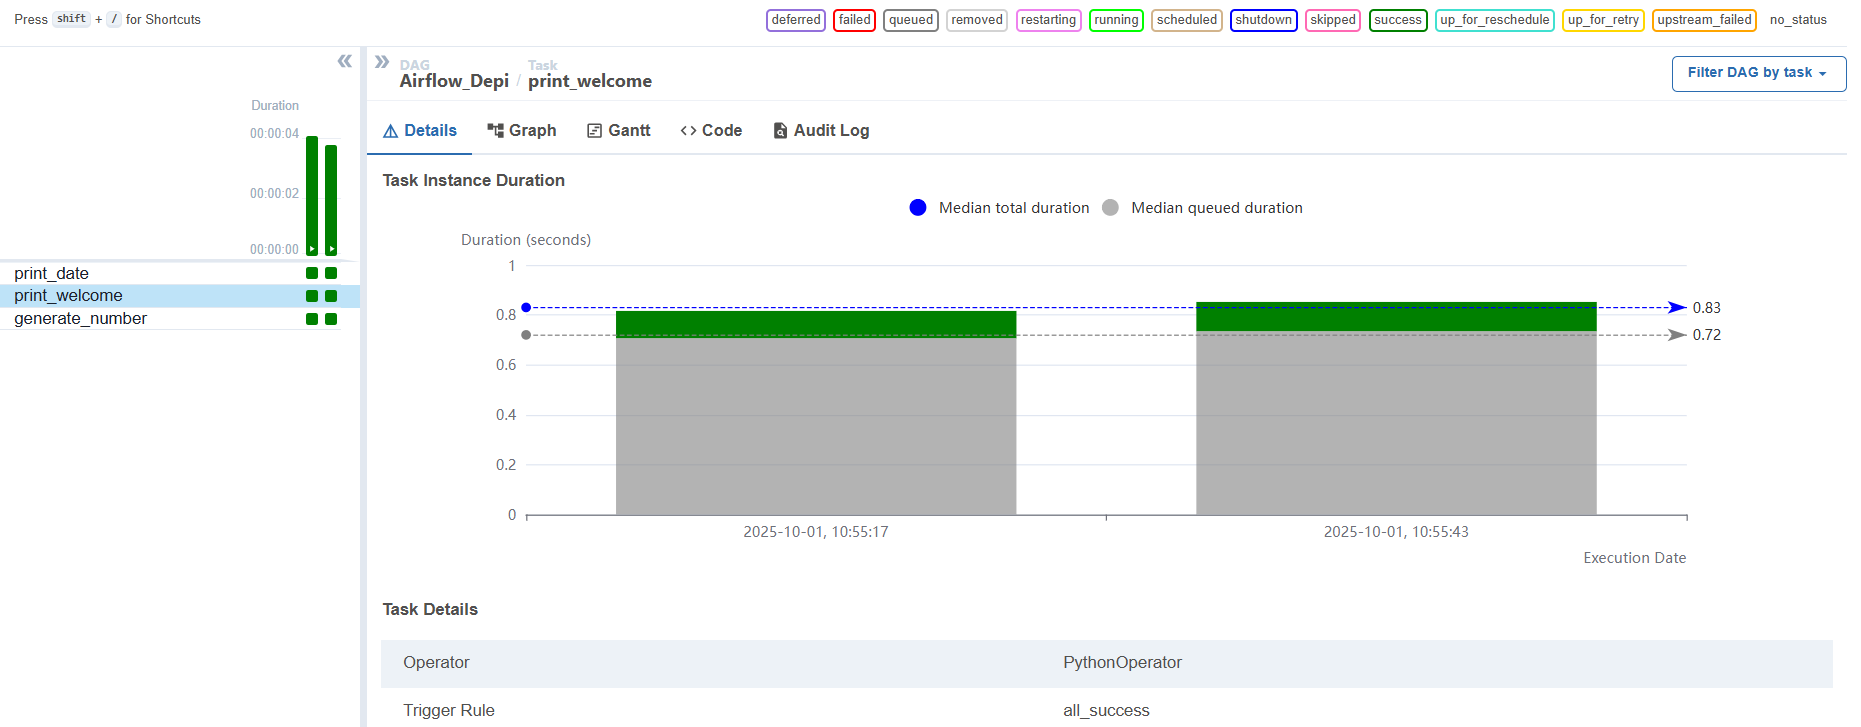 Press shift + / for Shortcuts
deferred failed queued removed restarting running scheduled shutdown skipped success up_for_reschedule up_for_retry upstream_failed no_status
DAG
Airflow_Depi / Task
print_welcome
Filter DAG by task
Duration
00:00:04
00:00:02
00:00:00
print_date
print_welcome
generate_number
Details Graph Gantt Code Audit Log
Task Instance Duration
Median total duration Median queued duration
Duration (seconds)
1
0.8
0.6
0.4
0.2
0
0.83
0.72
2025-10-01, 10:55:17 2025-10-01, 10:55:43
Execution Date
Task Details
Operator PythonOperator
Trigger Rule all_success